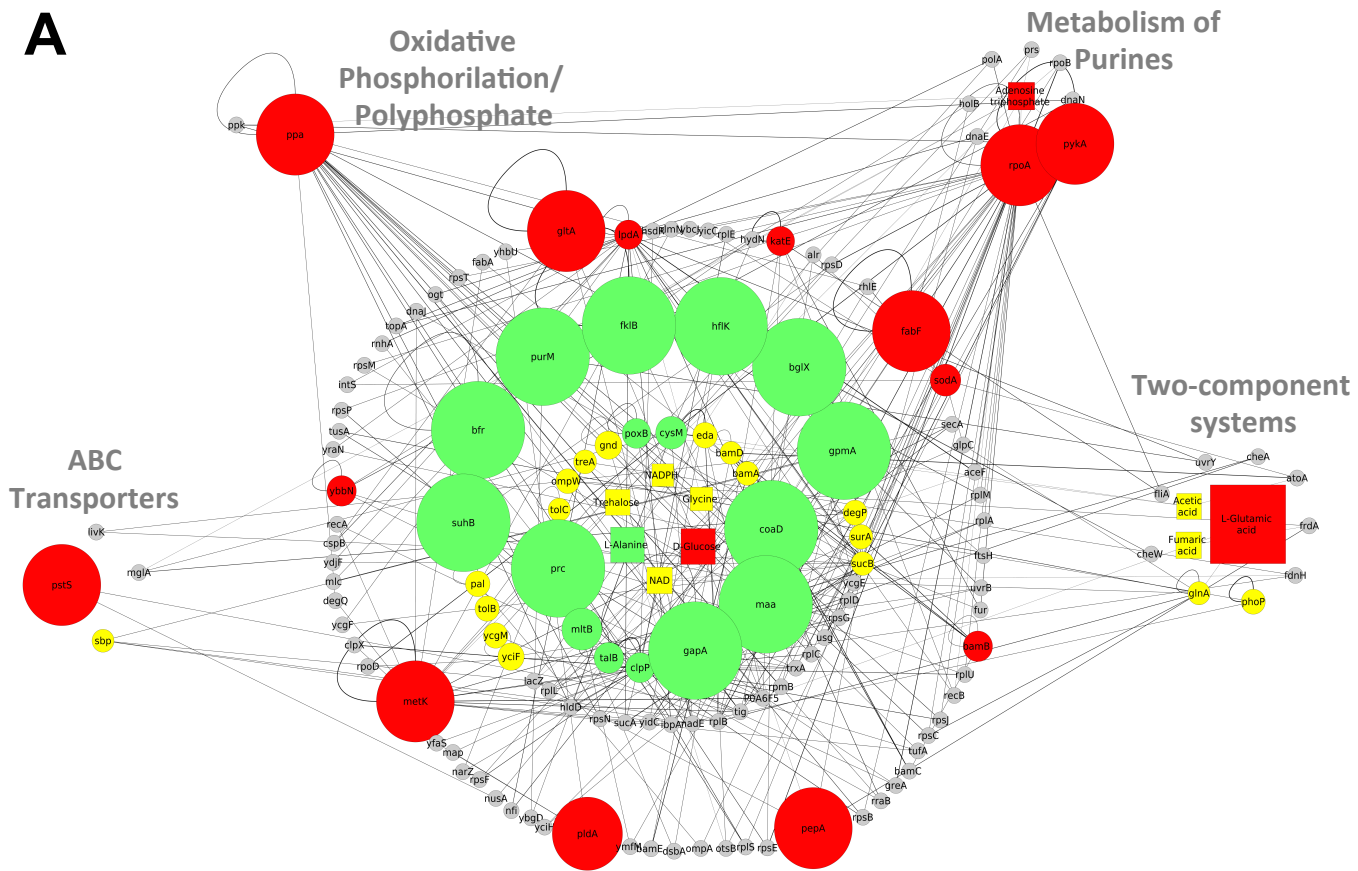 A
Oxidative
Phosphorilation/
Polyphosphate
Metabolism of
Purines
polA
prs
rpoB
Adenosine
triphosphate
holB
dnaN
ppk
ppa
dnaE
pykA
rpoA
gltA
lpdA
ybcJ
yicC
rplE
hydN
katE
yhbU
fabA
rpsT
ogt
dnaJ
topA
rnhA
rpsM
intS
rpsP
tusA
yraN
alr
rpsD
rhlE
fabF
sodA
fklB
hflK
purM
bglX
bfr
gpmA
Two-component
systems
secA
glpC
aceF
rplM
rplA
ftsH
uvrB
fur
uvrY
cheA
atoA
fliA
Acetic
acid
L-Glutamic
acid
frdA
Fumaric
acid
cheW
fdnH
glnA
phoP
ABC
Transporters
livK
mglA
pstS
sbp
ybbN
recA
cspB
ydjF
mlc
degQ
ycgF
clpX
rpoD
metK
poxB
cysM
eda
gnd
bamD
treA
bamA
ompW
NADPH
Trehalose
Glycine
tolC
degP
surA
sucB
suhB
L-Alanine
D-Glucose
coaD
prc
NAD
maa
pal
tolB
ycgM
yciF
mltB
talB
clpP
gapA
ycgF
rplD
rpsG
usg
rplC
trxA
rpmB
P0A6F5
tig
rplB
nadE
ibpA
yidC
sucA
rpsN
hldD
rplL
lacZ
bamB
rplU
recB
rpsJ
rpsC
tufA
bamC
greA
rraB
rpsB
yfaS
map
narZ
rpsF
nusA
nfi
ybgD
yciH
pldA
ymfM
bamE
dsbA
ompA
otsB
rplS
rpsE
pepA